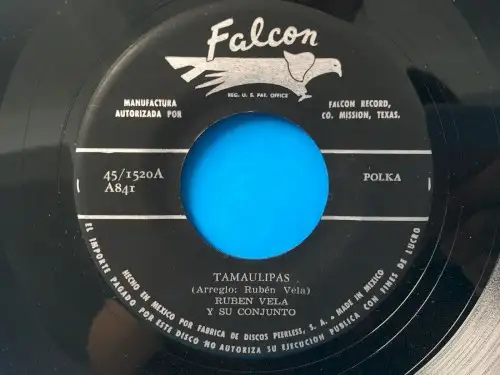 Falcon
REG. U. S. PAT. OFFICE
MANUFACTURA
AUTORIZADA POR
FALCON RECORD,
CO. MISSION, TEXAS.
45/1520A
A841
POLKA
TAMAULIPAS
(Arreglo: Rubén Vela)
RUBEN VELA
Y SU CONJUNTO
HECHO EN MEXICO POR FABRICA DE DISCOS PEERLESS, S. A. - MADE IN MEXICO
EL IMPORTE PAGADO POR ESTE DISCO NO AUTORIZA SU EJECUCION PUBLICA CON FINES DE LUCRO